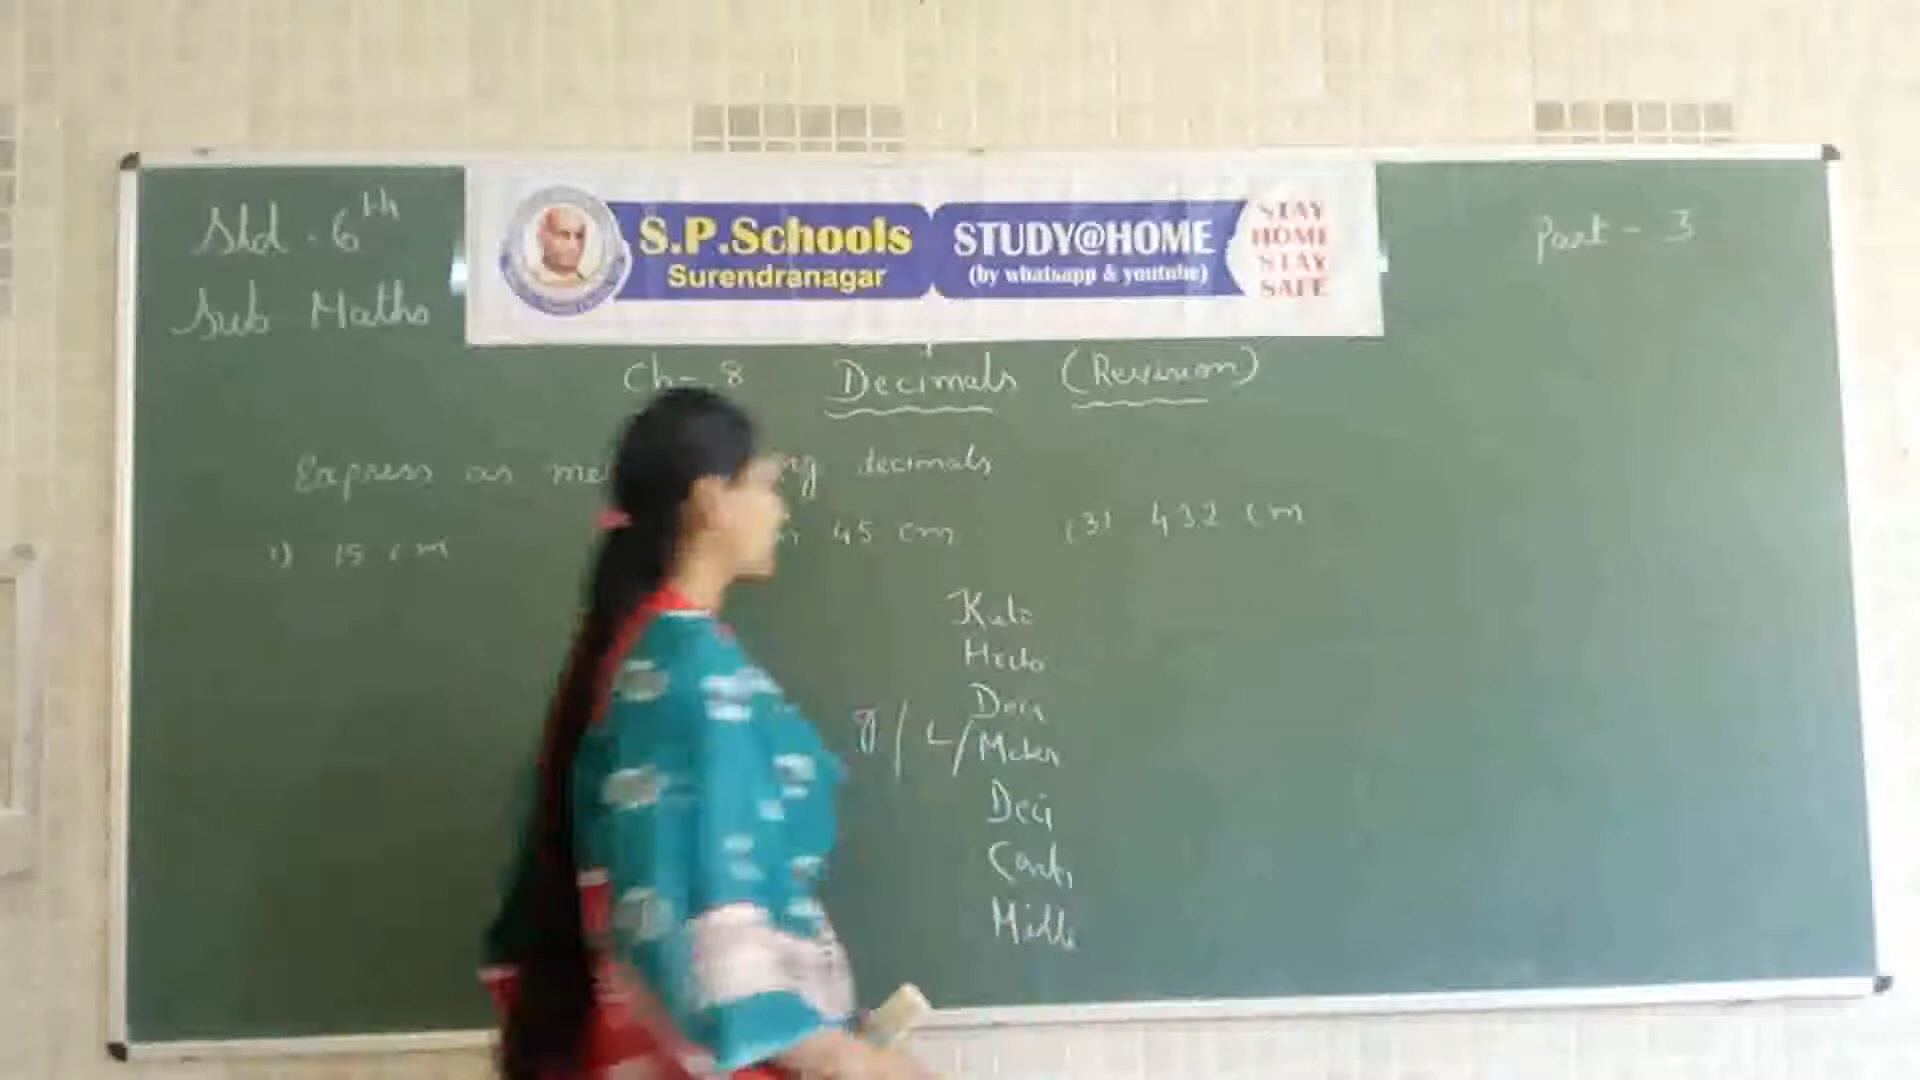 Std - 6th
Sub Maths
S.P.Schools
Surendranagar
STUDY@HOME
(by whatsapp & youtube)
STAY
HOME
STAY
SAFE
Part - 3
Ch - 8 Decimals (Revision)
Express as decimals
1) 15 cm 45 cm (3) 432 cm
Kilo
Hecto
Deca
g / L / Meter
Deci
Centi
Milli